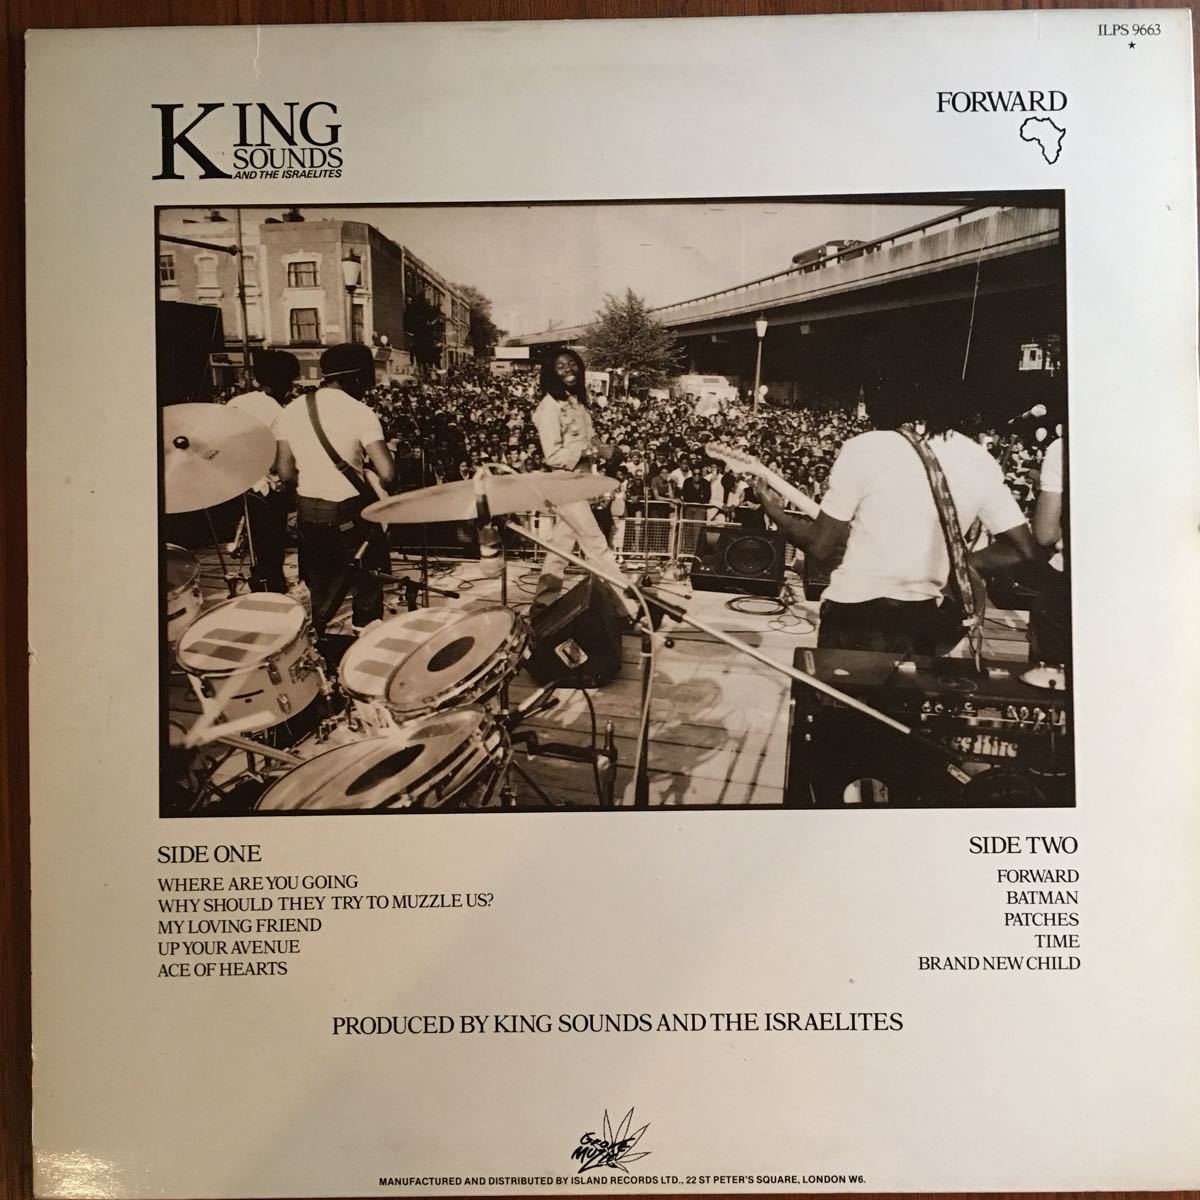 ILPS 9663
★
KING
SOUNDS
AND THE ISRAELITES
FORWARD
SIDE ONE
WHERE ARE YOU GOING
WHY SHOULD THEY TRY TO MUZZLE US?
MY LOVING FRIEND
UP YOUR AVENUE
ACE OF HEARTS
SIDE TWO
FORWARD
BATMAN
PATCHES
TIME
BRAND NEW CHILD
PRODUCED BY KING SOUNDS AND THE ISRAELITES
GROVE
MUZIC
MANUFACTURED AND DISTRIBUTED BY ISLAND RECORDS LTD., 22 ST PETER'S SQUARE, LONDON W6.